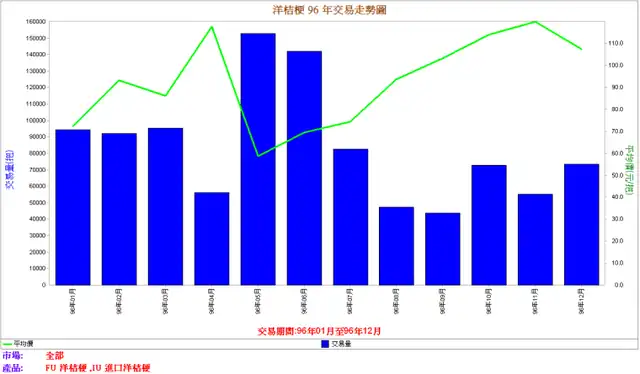 洋桔梗 96 年交易走勢圖
160000
150000
140000
130000
120000
110000
100000
90000
80000
70000
60000
50000
40000
30000
20000
10000
0
交易量(把)
110.0
100.0
90.0
80.0
70.0
60.0
50.0
40.0
30.0
20.0
10.0
0.0
平均價(元/把)
96年01月
96年02月
96年03月
96年04月
96年05月
96年06月
96年07月
96年08月
96年09月
96年10月
96年11月
96年12月
交易期間:96年01月至96年12月
平均價 交易量
市場: 全部
產品: FU 洋桔梗 ,IU 進口洋桔梗